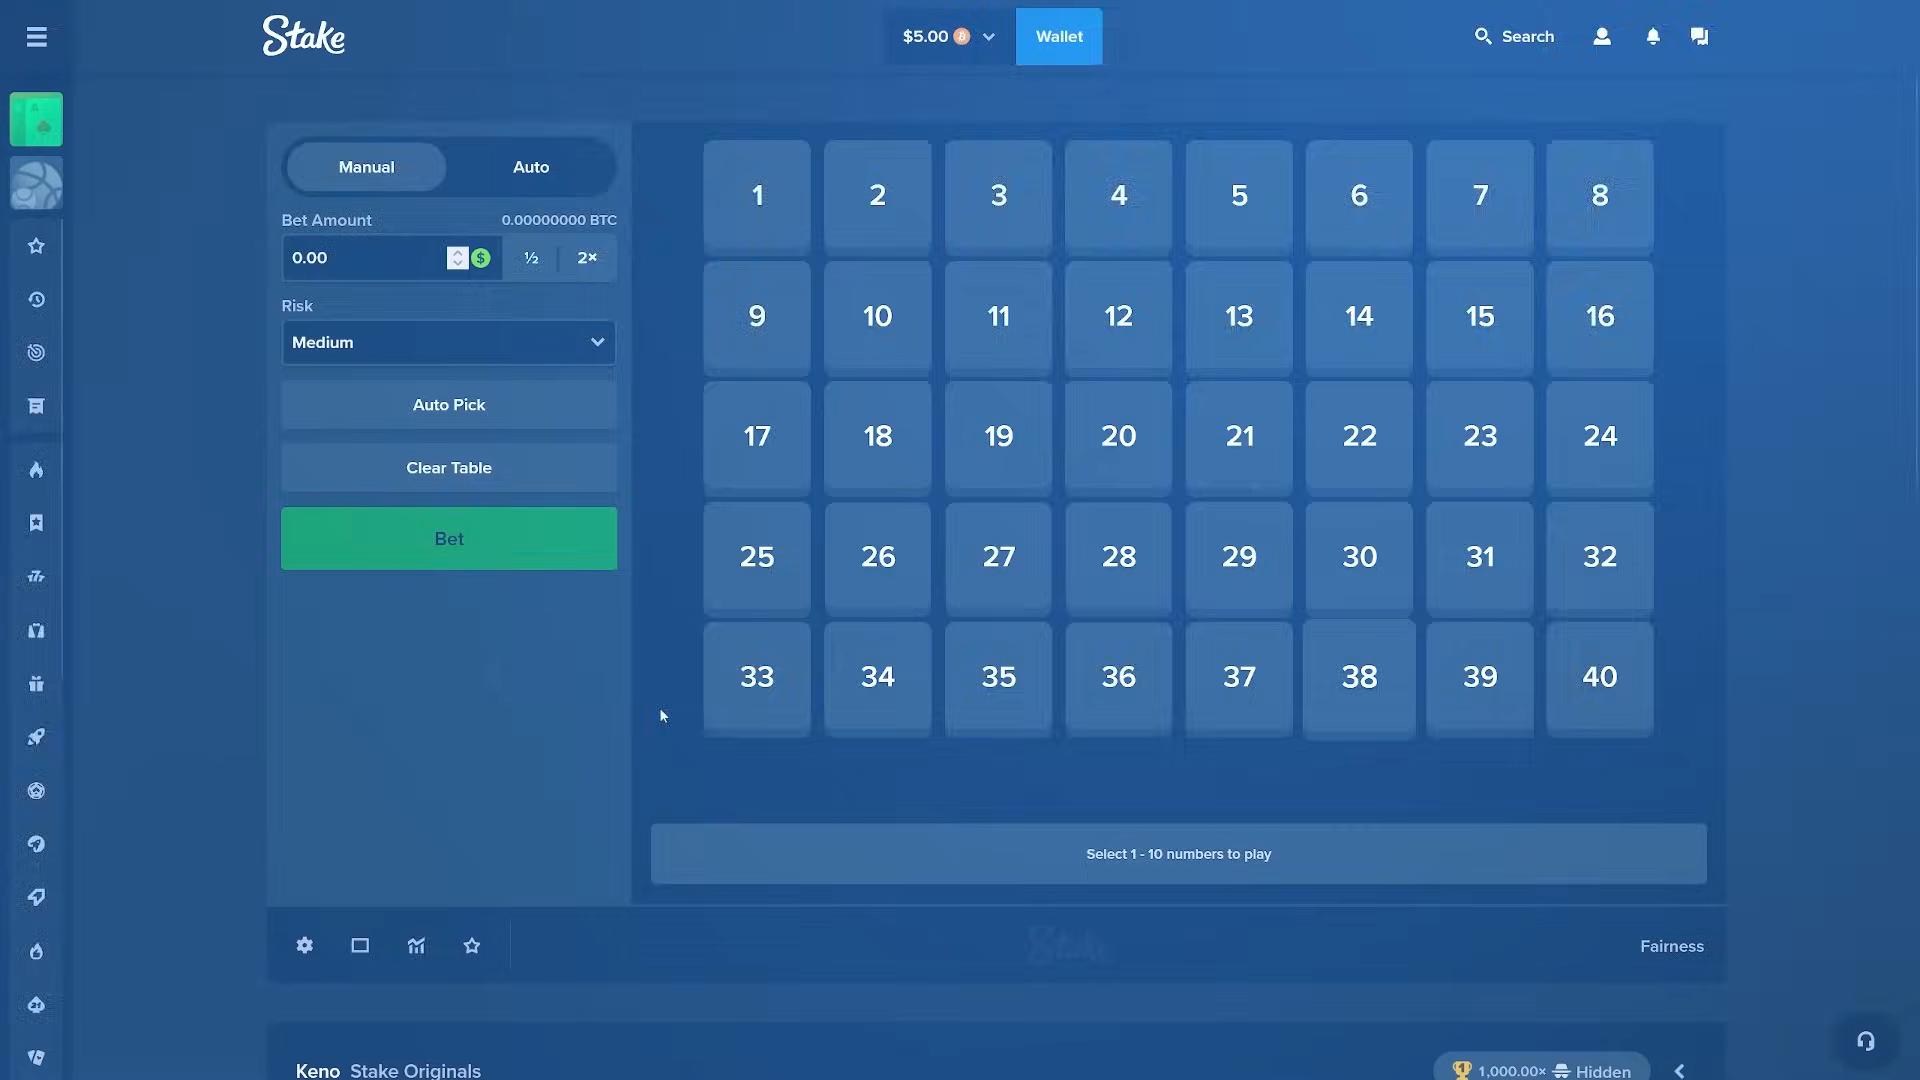 Stake
$5.00
Wallet
Search
Manual
Auto
Bet Amount
0.00000000 BTC
0.00
$
½
2×
Risk
Medium
Auto Pick
Clear Table
Bet
1 2 3 4 5 6 7 8
9 10 11 12 13 14 15 16
17 18 19 20 21 22 23 24
25 26 27 28 29 30 31 32
33 34 35 36 37 38 39 40
Select 1 - 10 numbers to play
Stake
Fairness
Keno Stake Originals
1,000.00× Hidden